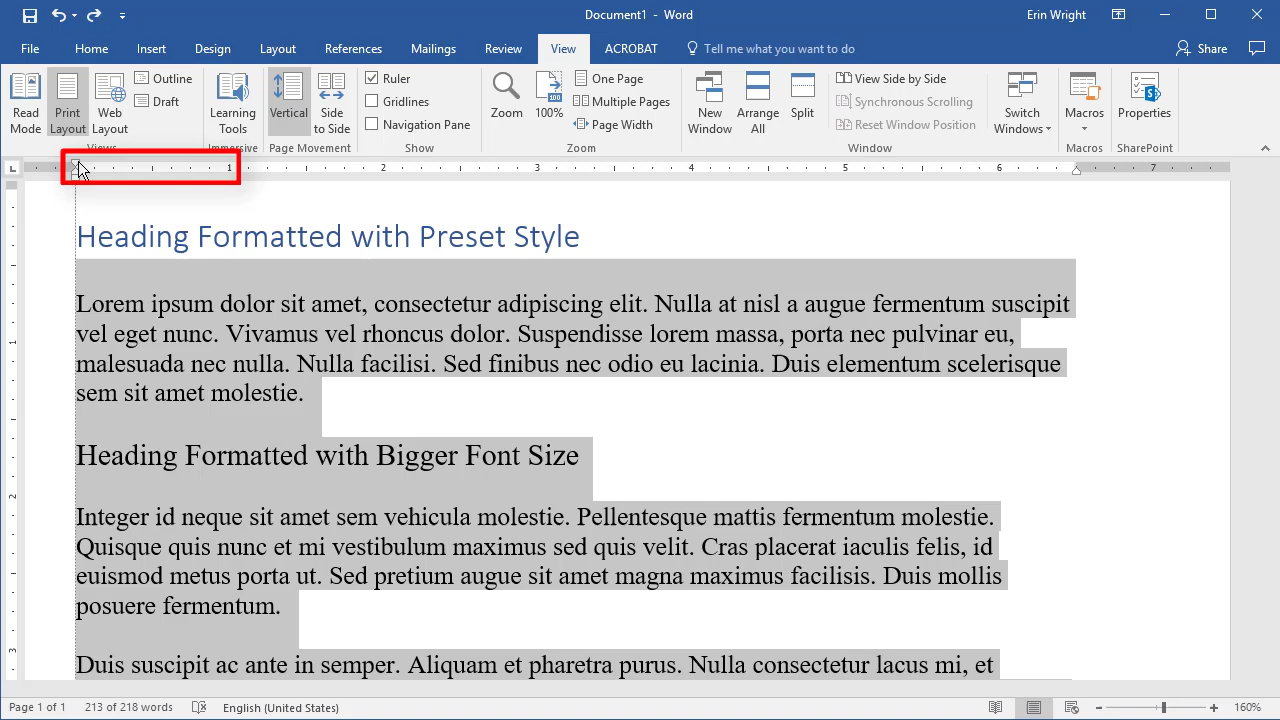 Document1 - Word
Erin Wright
File Home Insert Design Layout References Mailings Review View ACROBAT Tell me what you want to do Share
Read Mode
Print Layout
Web Layout
Outline
Draft
Views
Learning Tools
Immersive
Vertical
Side to Side
Page Movement
Ruler
Gridlines
Navigation Pane
Show
Zoom
100%
One Page
Multiple Pages
Page Width
Zoom
New Window
Arrange All
Split
View Side by Side
Synchronous Scrolling
Reset Window Position
Window
Switch Windows
Macros
Macros
Properties
SharePoint
1 2 3 4 5 6 7
Heading Formatted with Preset Style
Lorem ipsum dolor sit amet, consectetur adipiscing elit. Nulla at nisl a augue fermentum suscipit
vel eget nunc. Vivamus vel rhoncus dolor. Suspendisse lorem massa, porta nec pulvinar eu,
1
malesuada nec nulla. Nulla facilisi. Sed finibus nec odio eu lacinia. Duis elementum scelerisque
sem sit amet molestie.
Heading Formatted with Bigger Font Size
2
Integer id neque sit amet sem vehicula molestie. Pellentesque mattis fermentum molestie.
Quisque quis nunc et mi vestibulum maximus sed quis velit. Cras placerat iaculis felis, id
euismod metus porta ut. Sed pretium augue sit amet magna maximus facilisis. Duis mollis
posuere fermentum.
3
Duis suscipit ac ante in semper. Aliquam et pharetra purus. Nulla consectetur lacus mi, et
Page 1 of 1 213 of 218 words English (United States) 160%